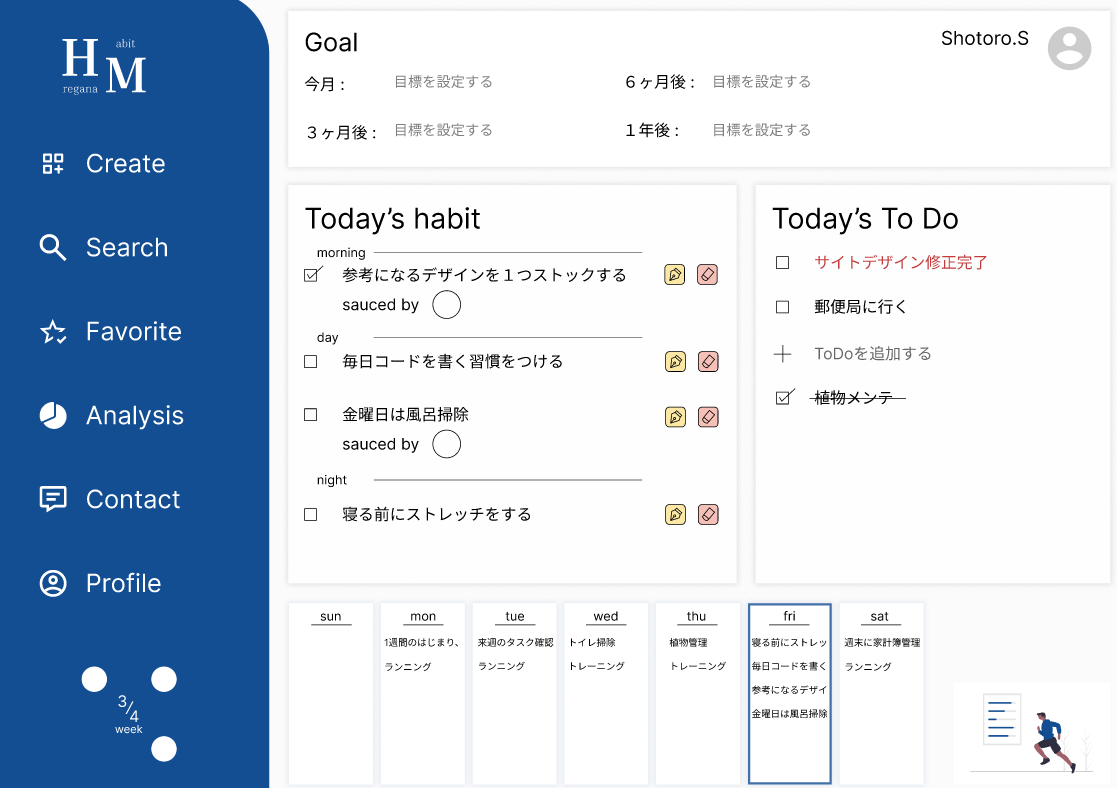 H abit
regana M
Create
Search
Favorite
Analysis
Contact
Profile
3/4
week
Goal
Shotoro.S
今月 :
目標を設定する
６ヶ月後 :
目標を設定する
３ヶ月後 :
目標を設定する
１年後 :
目標を設定する
Today’s habit
morning
参考になるデザインを１つストックする
sauced by
day
毎日コードを書く習慣をつける
金曜日は風呂掃除
sauced by
night
寝る前にストレッチをする
Today’s To Do
サイトデザイン修正完了
郵便局に行く
ToDoを追加する
植物メンテ
sun
mon
1週間のはじまり、
ランニング
tue
来週のタスク確認
ランニング
wed
トイレ掃除
トレーニング
thu
植物管理
トレーニング
fri
寝る前にストレッ
毎日コードを書く
参考になるデザイ
金曜日は風呂掃除
sat
週末に家計簿管理
ランニング